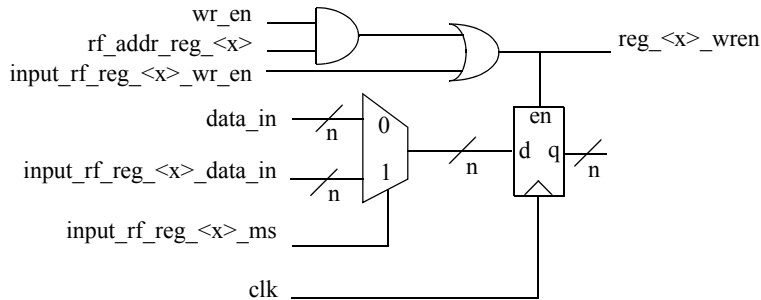 wr_en
rf_addr_reg_<x>
reg_<x>_wren
input_rf_reg_<x>_wr_en
data_in
n
0
en
d
q
n
n
input_rf_reg_<x>_data_in
n
1
input_rf_reg_<x>_ms
clk